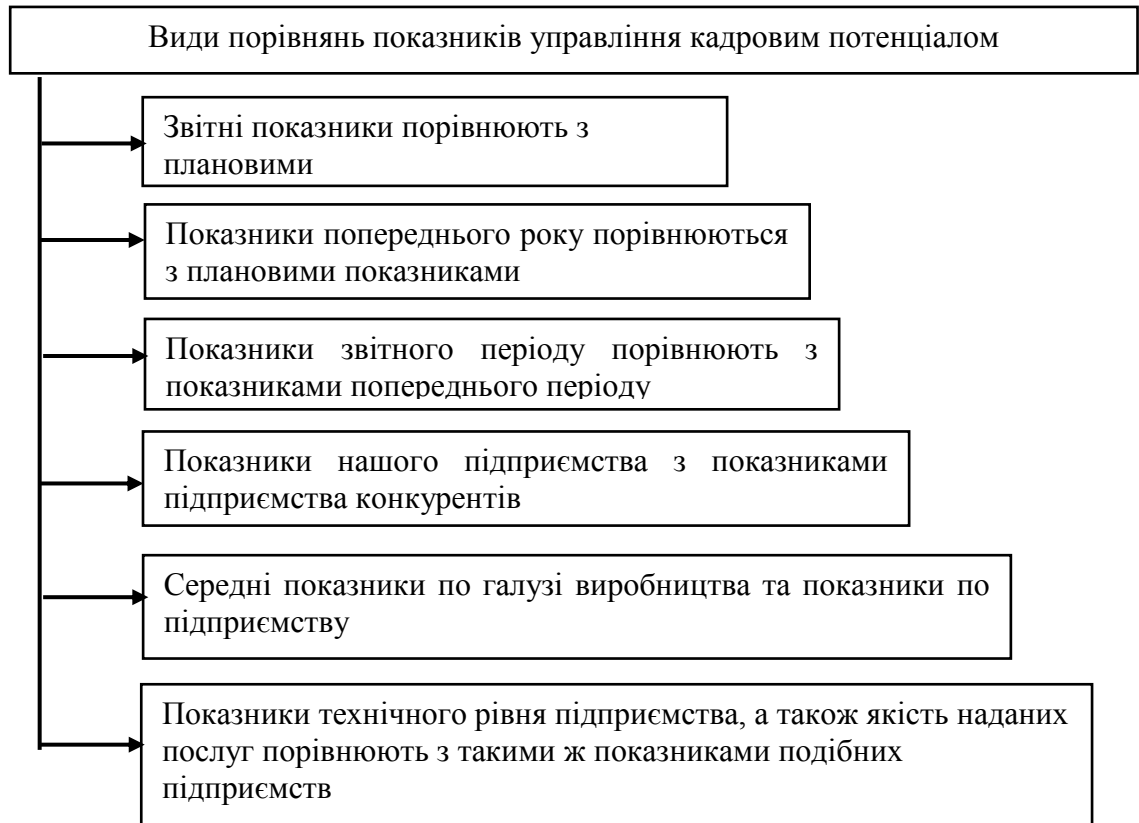 Види порівнянь показників управління кадровим потенціалом
Звітні показники порівнюють з
плановими
Показники попереднього року порівнюються
з плановими показниками
Показники звітного періоду порівнюють з
показниками попереднього періоду
Показники нашого підприємства з показниками
підприємства конкурентів
Середні показники по галузі виробництва та показники по
підприємству
Показники технічного рівня підприємства, а також якість наданих
послуг порівнюють з такими ж показниками подібних
підприємств